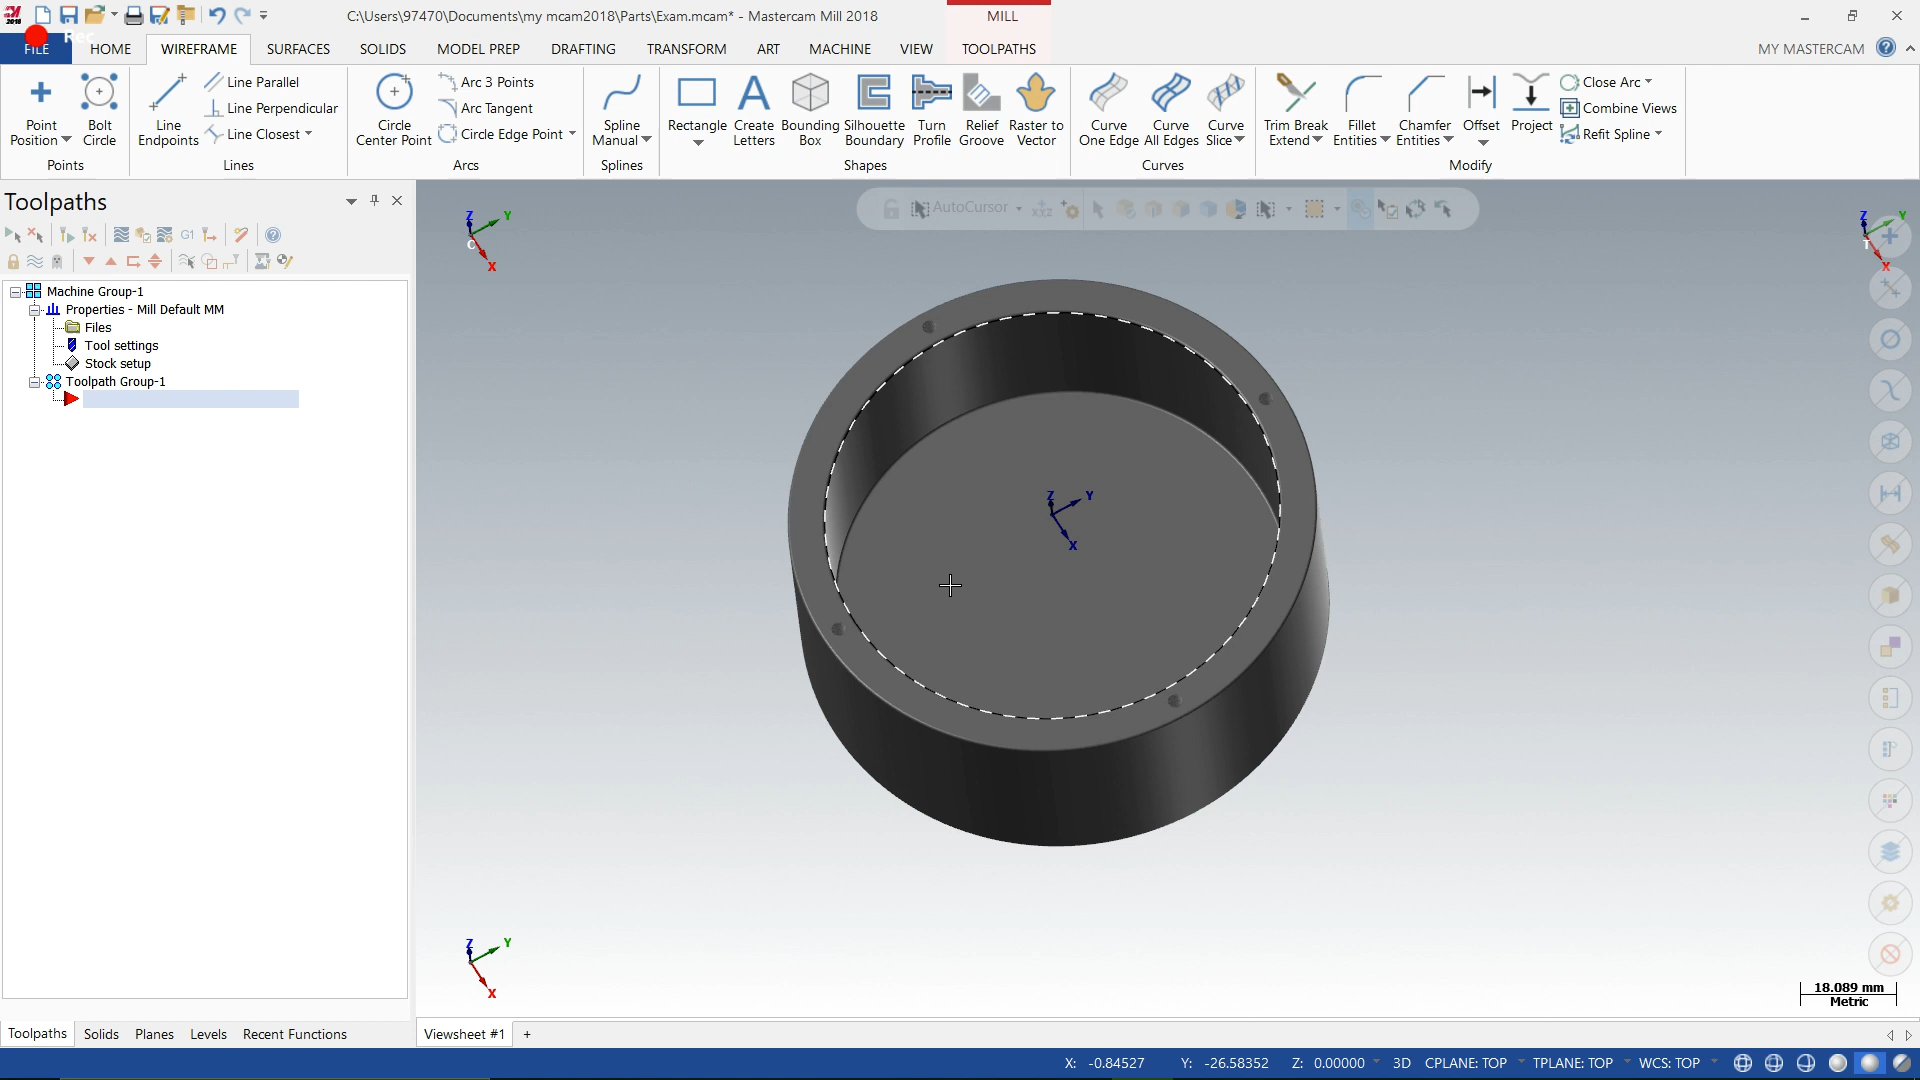 C:\Users\97470\Documents\my mcam2018\Parts\Exam.mcam* - Mastercam Mill 2018
MILL
Rec
FILE
HOME
WIREFRAME
SURFACES
SOLIDS
MODEL PREP
DRAFTING
TRANSFORM
ART
MACHINE
VIEW
TOOLPATHS
MY MASTERCAM
Point Position
Bolt Circle
Points
Line Endpoints
Line Parallel
Line Perpendicular
Line Closest
Lines
Circle Center Point
Arc 3 Points
Arc Tangent
Circle Edge Point
Arcs
Spline Manual
Splines
Rectangle
Create Letters
Bounding Box
Silhouette Boundary
Turn Profile
Relief Groove
Raster to Vector
Shapes
Curve One Edge
Curve All Edges
Curve Slice
Curves
Trim Break Extend
Fillet Entities
Chamfer Entities
Offset
Project
Close Arc
Combine Views
Refit Spline
Modify
Toolpaths
G1
Machine Group-1
Properties - Mill Default MM
Files
Tool settings
Stock setup
Toolpath Group-1
AutoCursor
Z Y C X
Z Y T X
Z Y X
Z Y X
18.089 mm
Metric
Toolpaths
Solids
Planes
Levels
Recent Functions
Viewsheet #1
+
X: -0.84527
Y: -26.58352
Z: 0.00000
3D
CPLANE: TOP
TPLANE: TOP
WCS: TOP